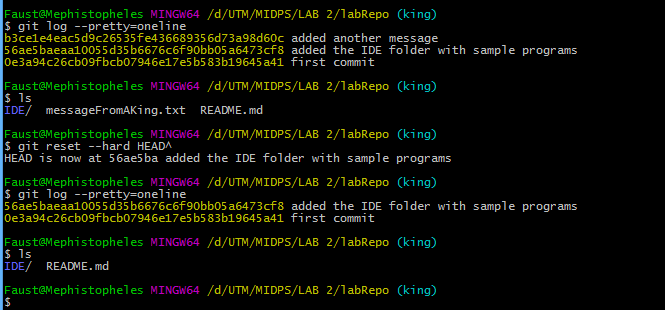 Faust@Mephistopheles MINGW64 /d/UTM/MIDPS/LAB 2/labRepo (king)
$ git log --pretty=oneline
b3ce1e4eac5d9c26535fe436689356d73a98d60c added another message
56ae5baeaa10055d35b6676c6f90bb05a6473cf8 added the IDE folder with sample programs
0e3a94c26cb09fbcb07946e17e5b583b19645a41 first commit
Faust@Mephistopheles MINGW64 /d/UTM/MIDPS/LAB 2/labRepo (king)
$ ls
IDE/  messageFromAKing.txt  README.md
Faust@Mephistopheles MINGW64 /d/UTM/MIDPS/LAB 2/labRepo (king)
$ git reset --hard HEAD^
HEAD is now at 56ae5ba added the IDE folder with sample programs
Faust@Mephistopheles MINGW64 /d/UTM/MIDPS/LAB 2/labRepo (king)
$ git log --pretty=oneline
56ae5baeaa10055d35b6676c6f90bb05a6473cf8 added the IDE folder with sample programs
0e3a94c26cb09fbcb07946e17e5b583b19645a41 first commit
Faust@Mephistopheles MINGW64 /d/UTM/MIDPS/LAB 2/labRepo (king)
$ ls
IDE/  README.md
Faust@Mephistopheles MINGW64 /d/UTM/MIDPS/LAB 2/labRepo (king)
$